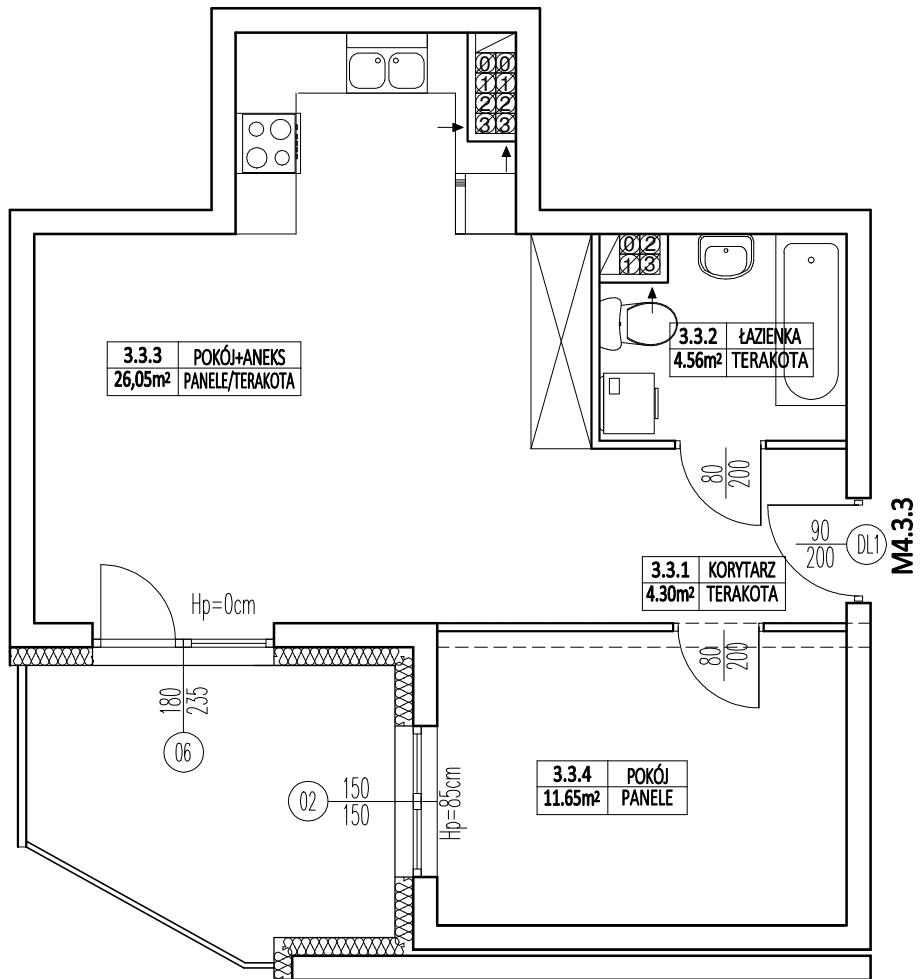 0 0
1 1
2 2
3 3
0 2
1 3
3.3.2 ŁAZIENKA
4.56m² TERAKOTA
3.3.3 POKÓJ+ANEKS
26,05m² PANELE/TERAKOTA
80
200
90
200
DL1
M4.3.3
3.3.1 KORYTARZ
4.30m² TERAKOTA
Hp=0cm
80
200
180
235
06
02
150
150
Hp=85cm
3.3.4 POKÓJ
11.65m² PANELE